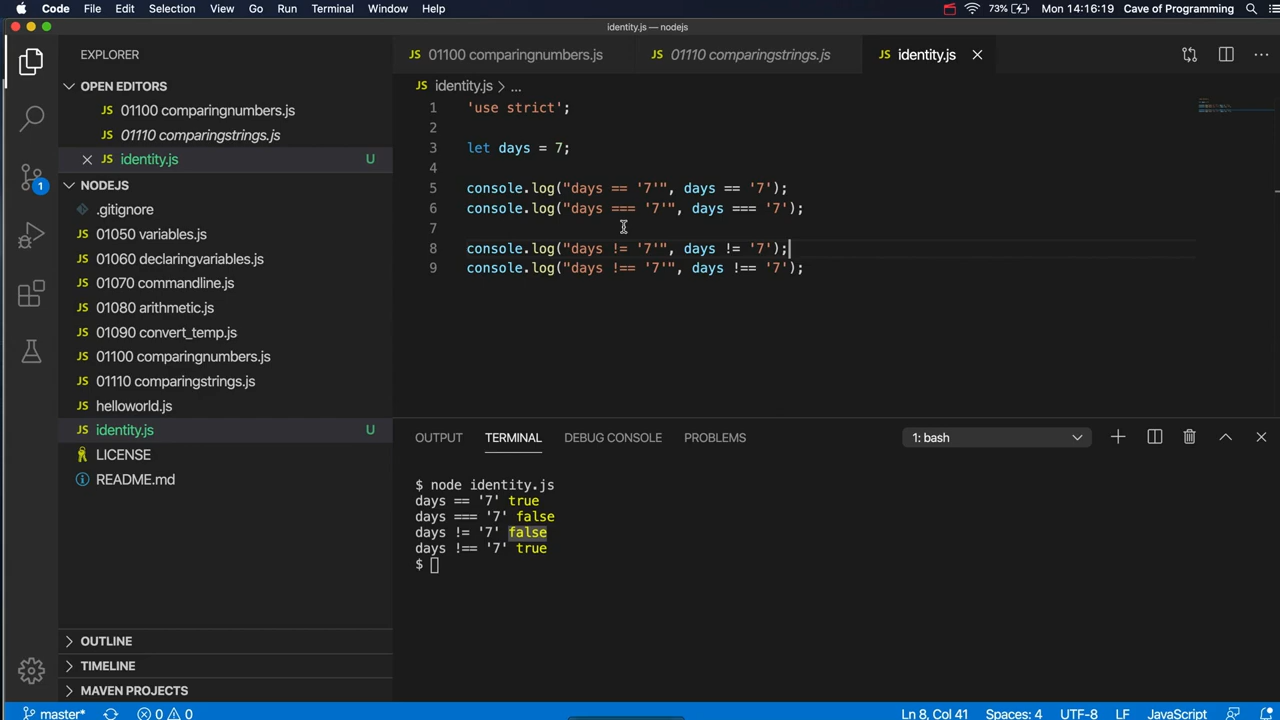 Code File Edit Selection View Go Run Terminal Window Help 73% Mon 14:16:19 Cave of Programming
identity.js — nodejs
EXPLORER
OPEN EDITORS
JS 01100 comparingnumbers.js
JS 01110 comparingstrings.js
JS identity.js U
NODEJS
.gitignore
JS 01050 variables.js
JS 01060 declaringvariables.js
JS 01070 commandline.js
JS 01080 arithmetic.js
JS 01090 convert_temp.js
JS 01100 comparingnumbers.js
JS 01110 comparingstrings.js
JS helloworld.js
JS identity.js U
LICENSE
README.md
OUTLINE
TIMELINE
MAVEN PROJECTS
1
JS 01100 comparingnumbers.js JS 01110 comparingstrings.js JS identity.js
JS identity.js > ...
1 'use strict';
2
3 let days = 7;
4
5 console.log("days == '7'", days == '7');
6 console.log("days === '7'", days === '7');
7
8 console.log("days != '7'", days != '7');
9 console.log("days !== '7'", days !== '7');
OUTPUT TERMINAL DEBUG CONSOLE PROBLEMS 1: bash
$ node identity.js
days == '7' true
days === '7' false
days != '7' false
days !== '7' true
$
master* 0 0 Ln 8, Col 41 Spaces: 4 UTF-8 LF JavaScript